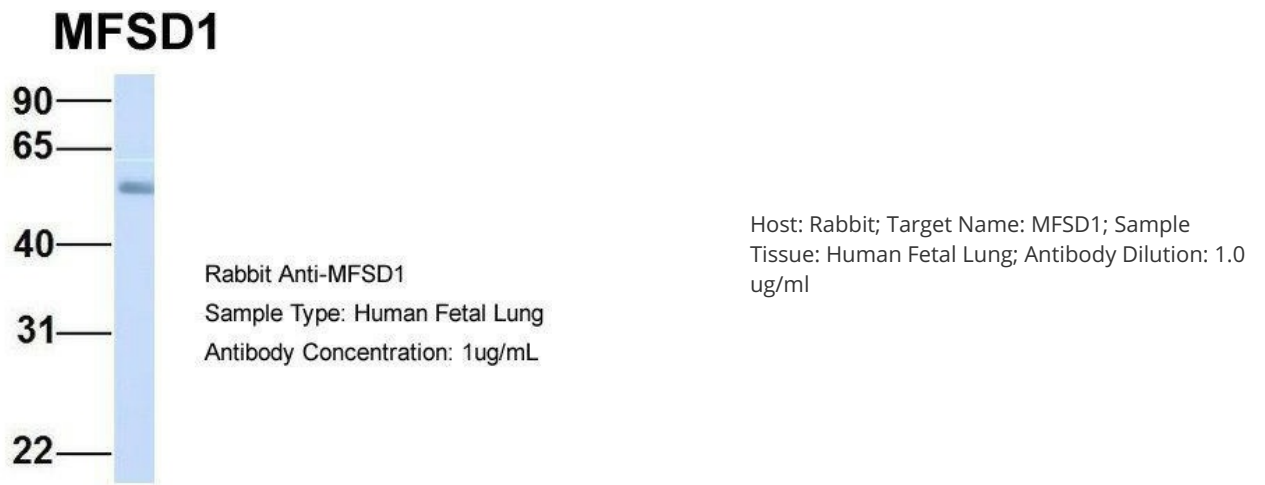 MFSD1
90
65
40
31
22
Rabbit Anti-MFSD1
Sample Type: Human Fetal Lung
Antibody Concentration: 1ug/mL
Host: Rabbit; Target Name: MFSD1; Sample
Tissue: Human Fetal Lung; Antibody Dilution: 1.0
ug/ml